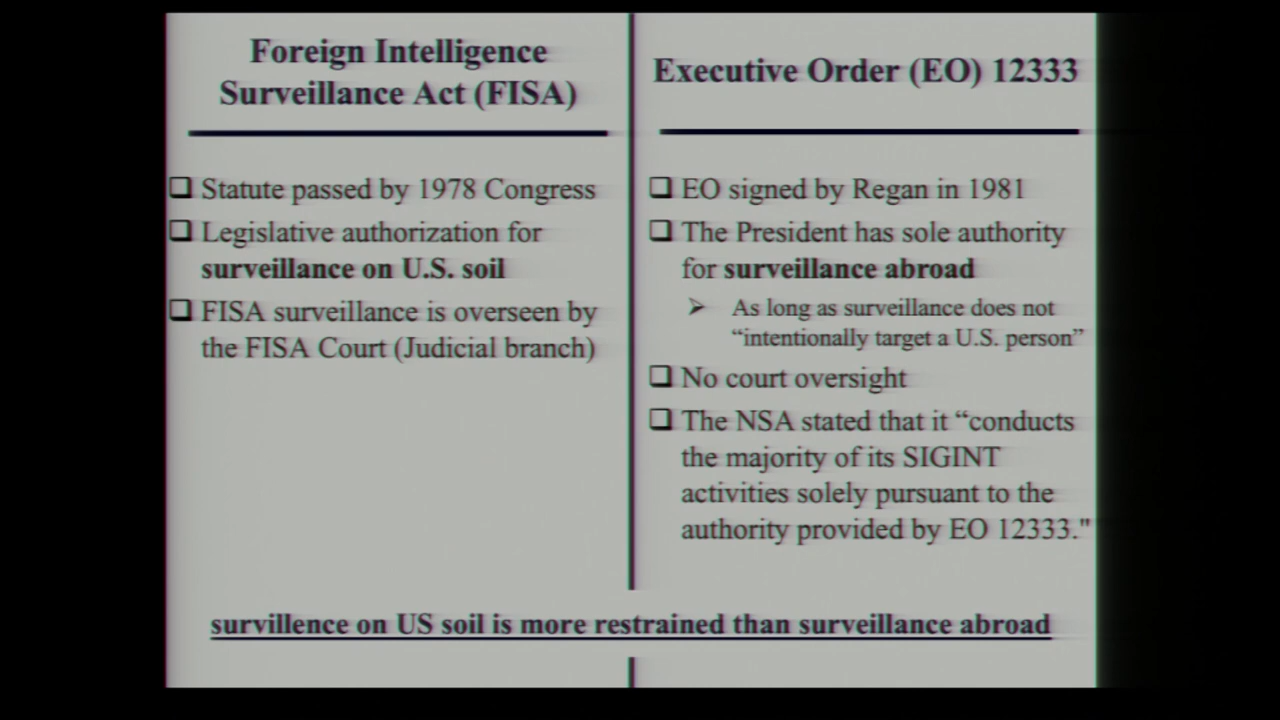 Foreign Intelligence
Surveillance Act (FISA)
❑ Statute passed by 1978 Congress
❑ Legislative authorization for
surveillance on U.S. soil
❑ FISA surveillance is overseen by
the FISA Court (Judicial branch)
Executive Order (EO) 12333
❑ EO signed by Regan in 1981
❑ The President has sole authority
for surveillance abroad
➢ As long as surveillance does not
“intentionally target a U.S. person”
❑ No court oversight
❑ The NSA stated that it “conducts
the majority of its SIGINT
activities solely pursuant to the
authority provided by EO 12333."
survillence on US soil is more restrained than surveillance abroad